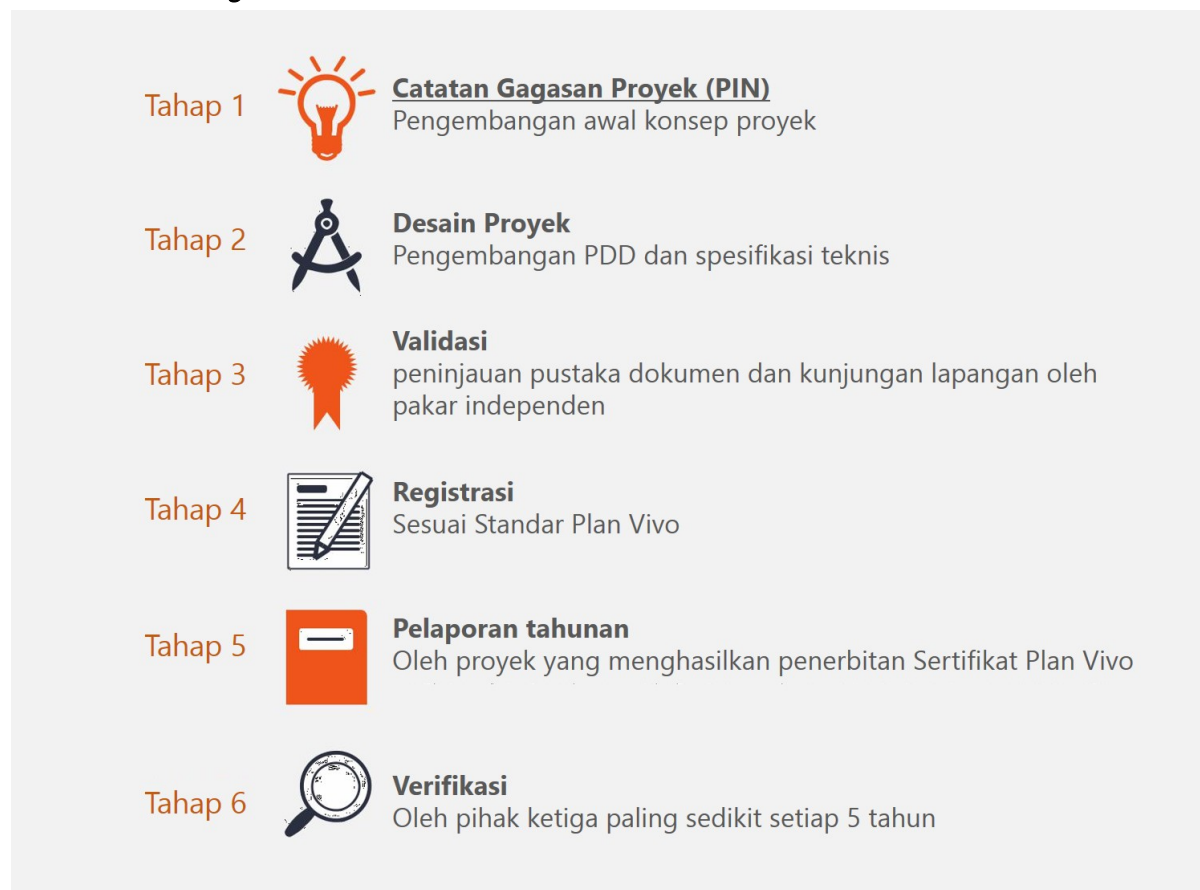 Tahap 1
Catatan Gagasan Proyek (PIN)
Pengembangan awal konsep proyek
Tahap 2
Desain Proyek
Pengembangan PDD dan spesifikasi teknis
Tahap 3
Validasi
peninjauan pustaka dokumen dan kunjungan lapangan oleh
pakar independen
Tahap 4
Registrasi
Sesuai Standar Plan Vivo
Tahap 5
Pelaporan tahunan
Oleh proyek yang menghasilkan penerbitan Sertifikat Plan Vivo
Tahap 6
Verifikasi
Oleh pihak ketiga paling sedikit setiap 5 tahun